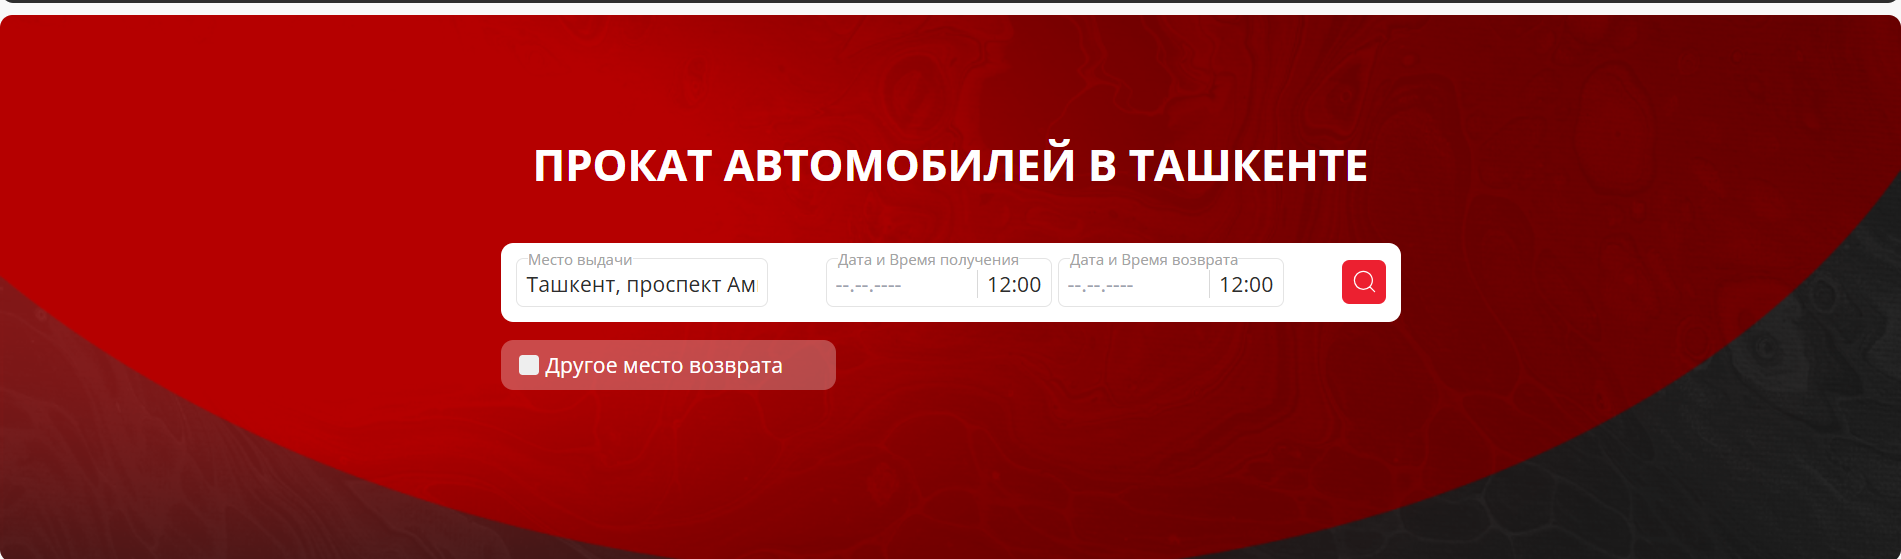 ПРОКАТ АВТОМОБИЛЕЙ В ТАШКЕНТЕ
Место выдачи
Ташкент, проспект Ам
Дата и Время получения
--.--.---- 12:00
Дата и Время возврата
--.--.---- 12:00
Другое место возврата